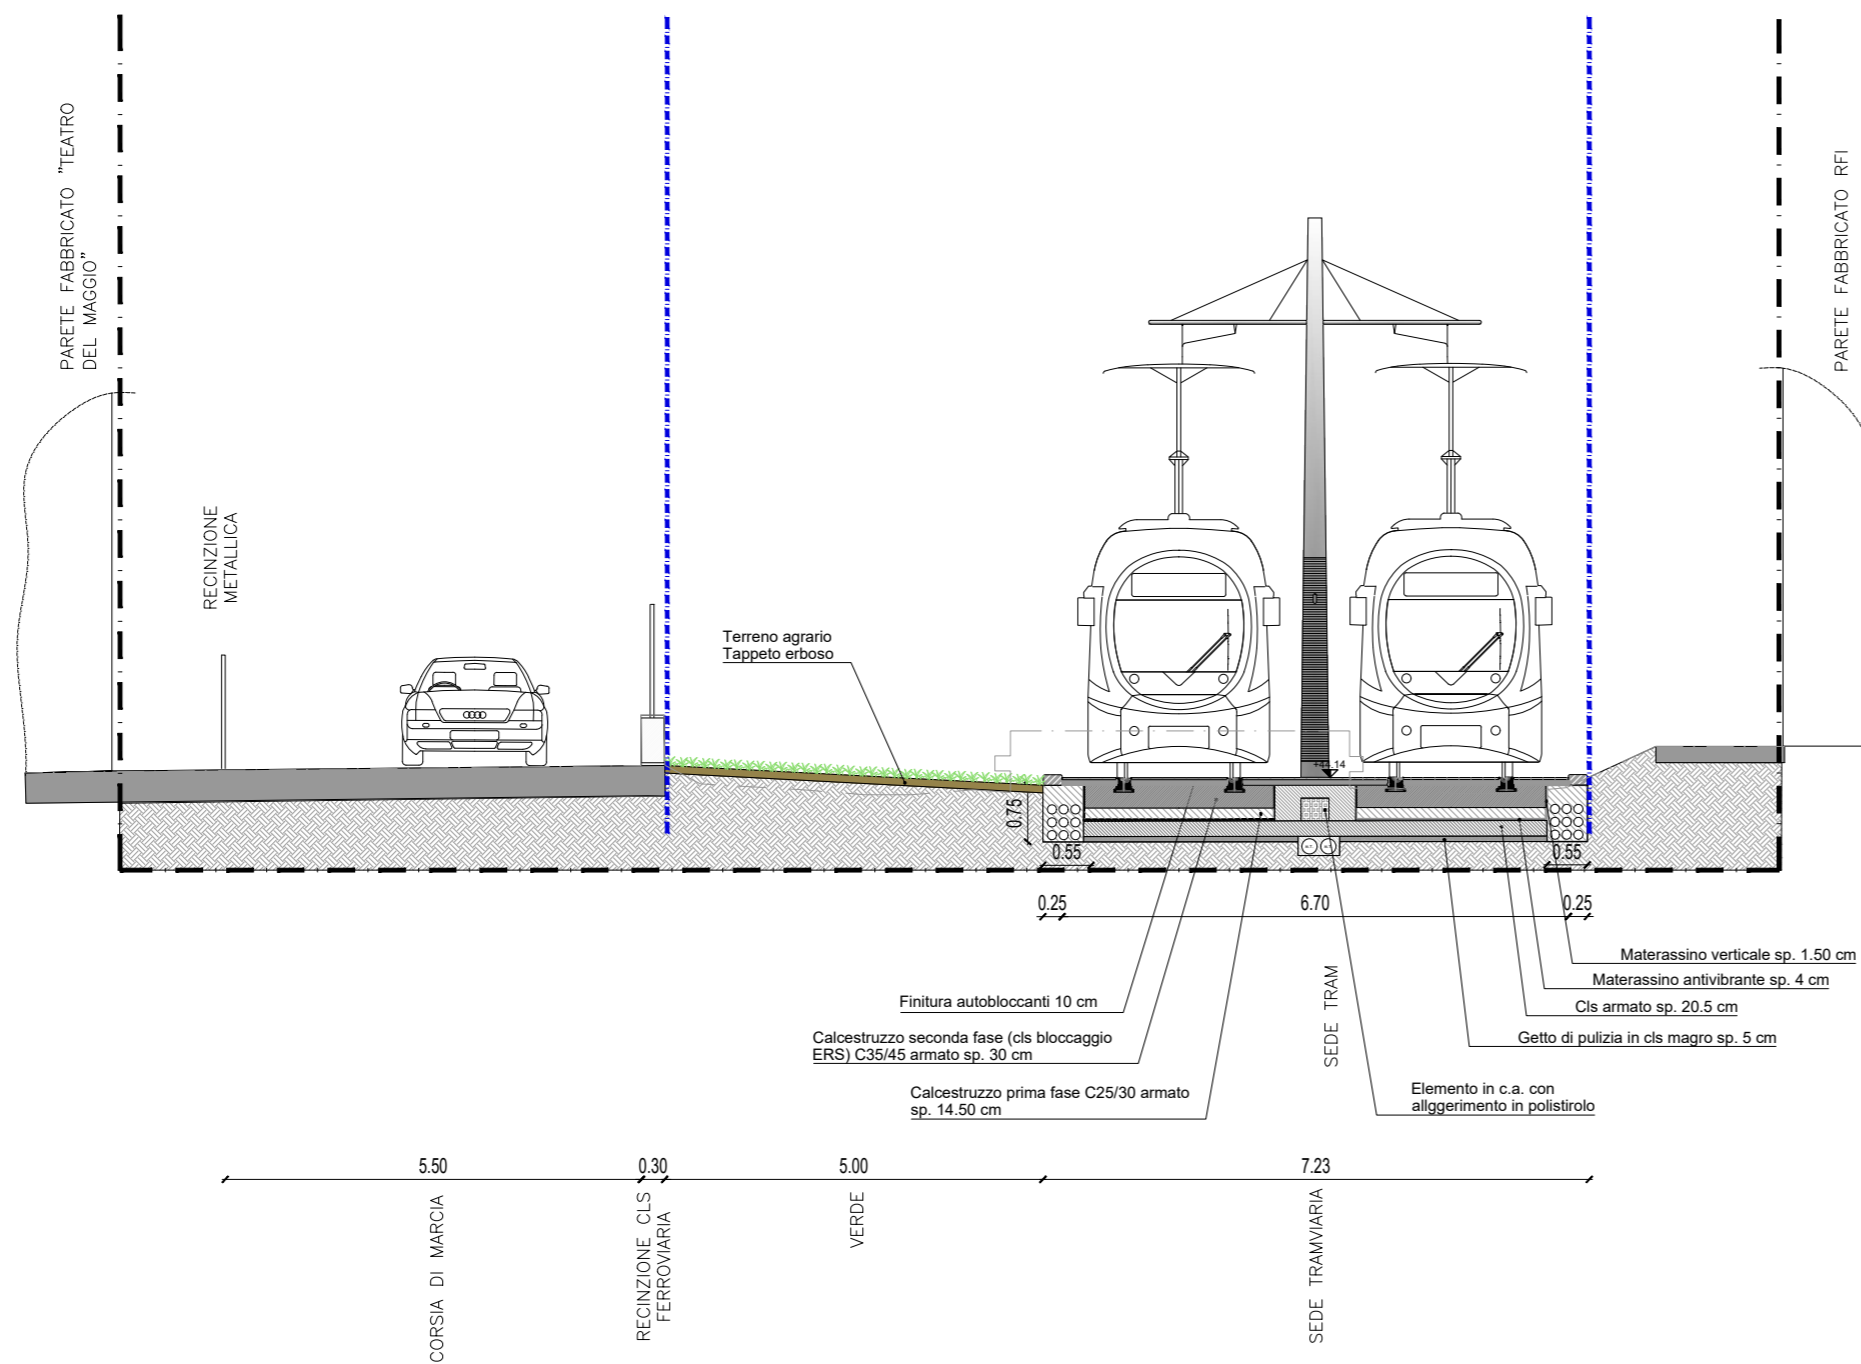 PARETE FABBRICATO "TEATRO
DEL MAGGIO"
PARETE FABBRICATO RFI
RECINZIONE
METALLICA
Terreno agrario
Tappeto erboso
+44.14
0.75
0.55
0.55
0.25
6.70
0.25
Materassino verticale sp. 1.50 cm
Materassino antivibrante sp. 4 cm
Cls armato sp. 20.5 cm
Getto di pulizia in cls magro sp. 5 cm
Finitura autobloccanti 10 cm
SEDE TRAM
Calcestruzzo seconda fase (cls bloccaggio
ERS) C35/45 armato sp. 30 cm
Calcestruzzo prima fase C25/30 armato
sp. 14.50 cm
Elemento in c.a. con
allggerimento in polistirolo
5.50
0.30
5.00
7.23
CORSIA DI MARCIA
RECINZIONE CLS
FERROVIARIA
VERDE
SEDE TRAMVIARIA